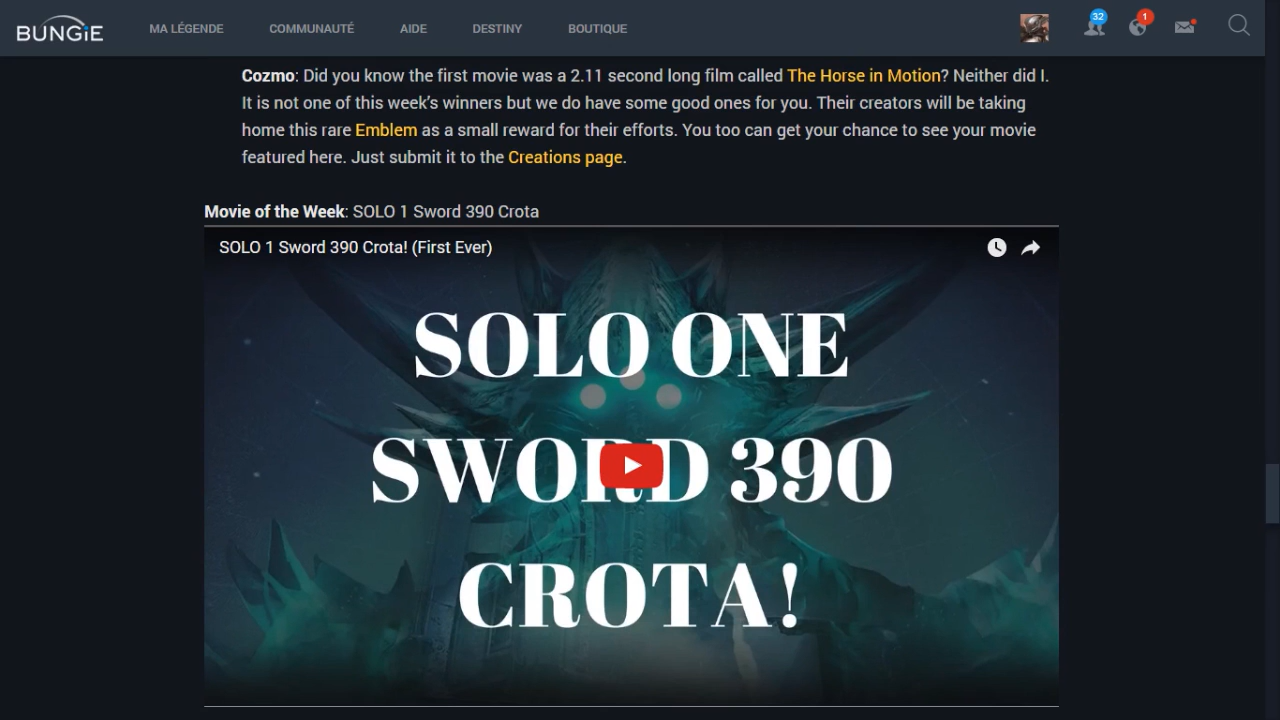 BUNGiE MA LÉGENDE COMMUNAUTÉ AIDE DESTINY BOUTIQUE 32 1
Cozmo: Did you know the first movie was a 2.11 second long film called The Horse in Motion? Neither did I.
It is not one of this week's winners but we do have some good ones for you. Their creators will be taking
home this rare Emblem as a small reward for their efforts. You too can get your chance to see your movie
featured here. Just submit it to the Creations page.
Movie of the Week: SOLO 1 Sword 390 Crota
SOLO 1 Sword 390 Crota! (First Ever)
SOLO ONE
SWORD 390
CROTA!